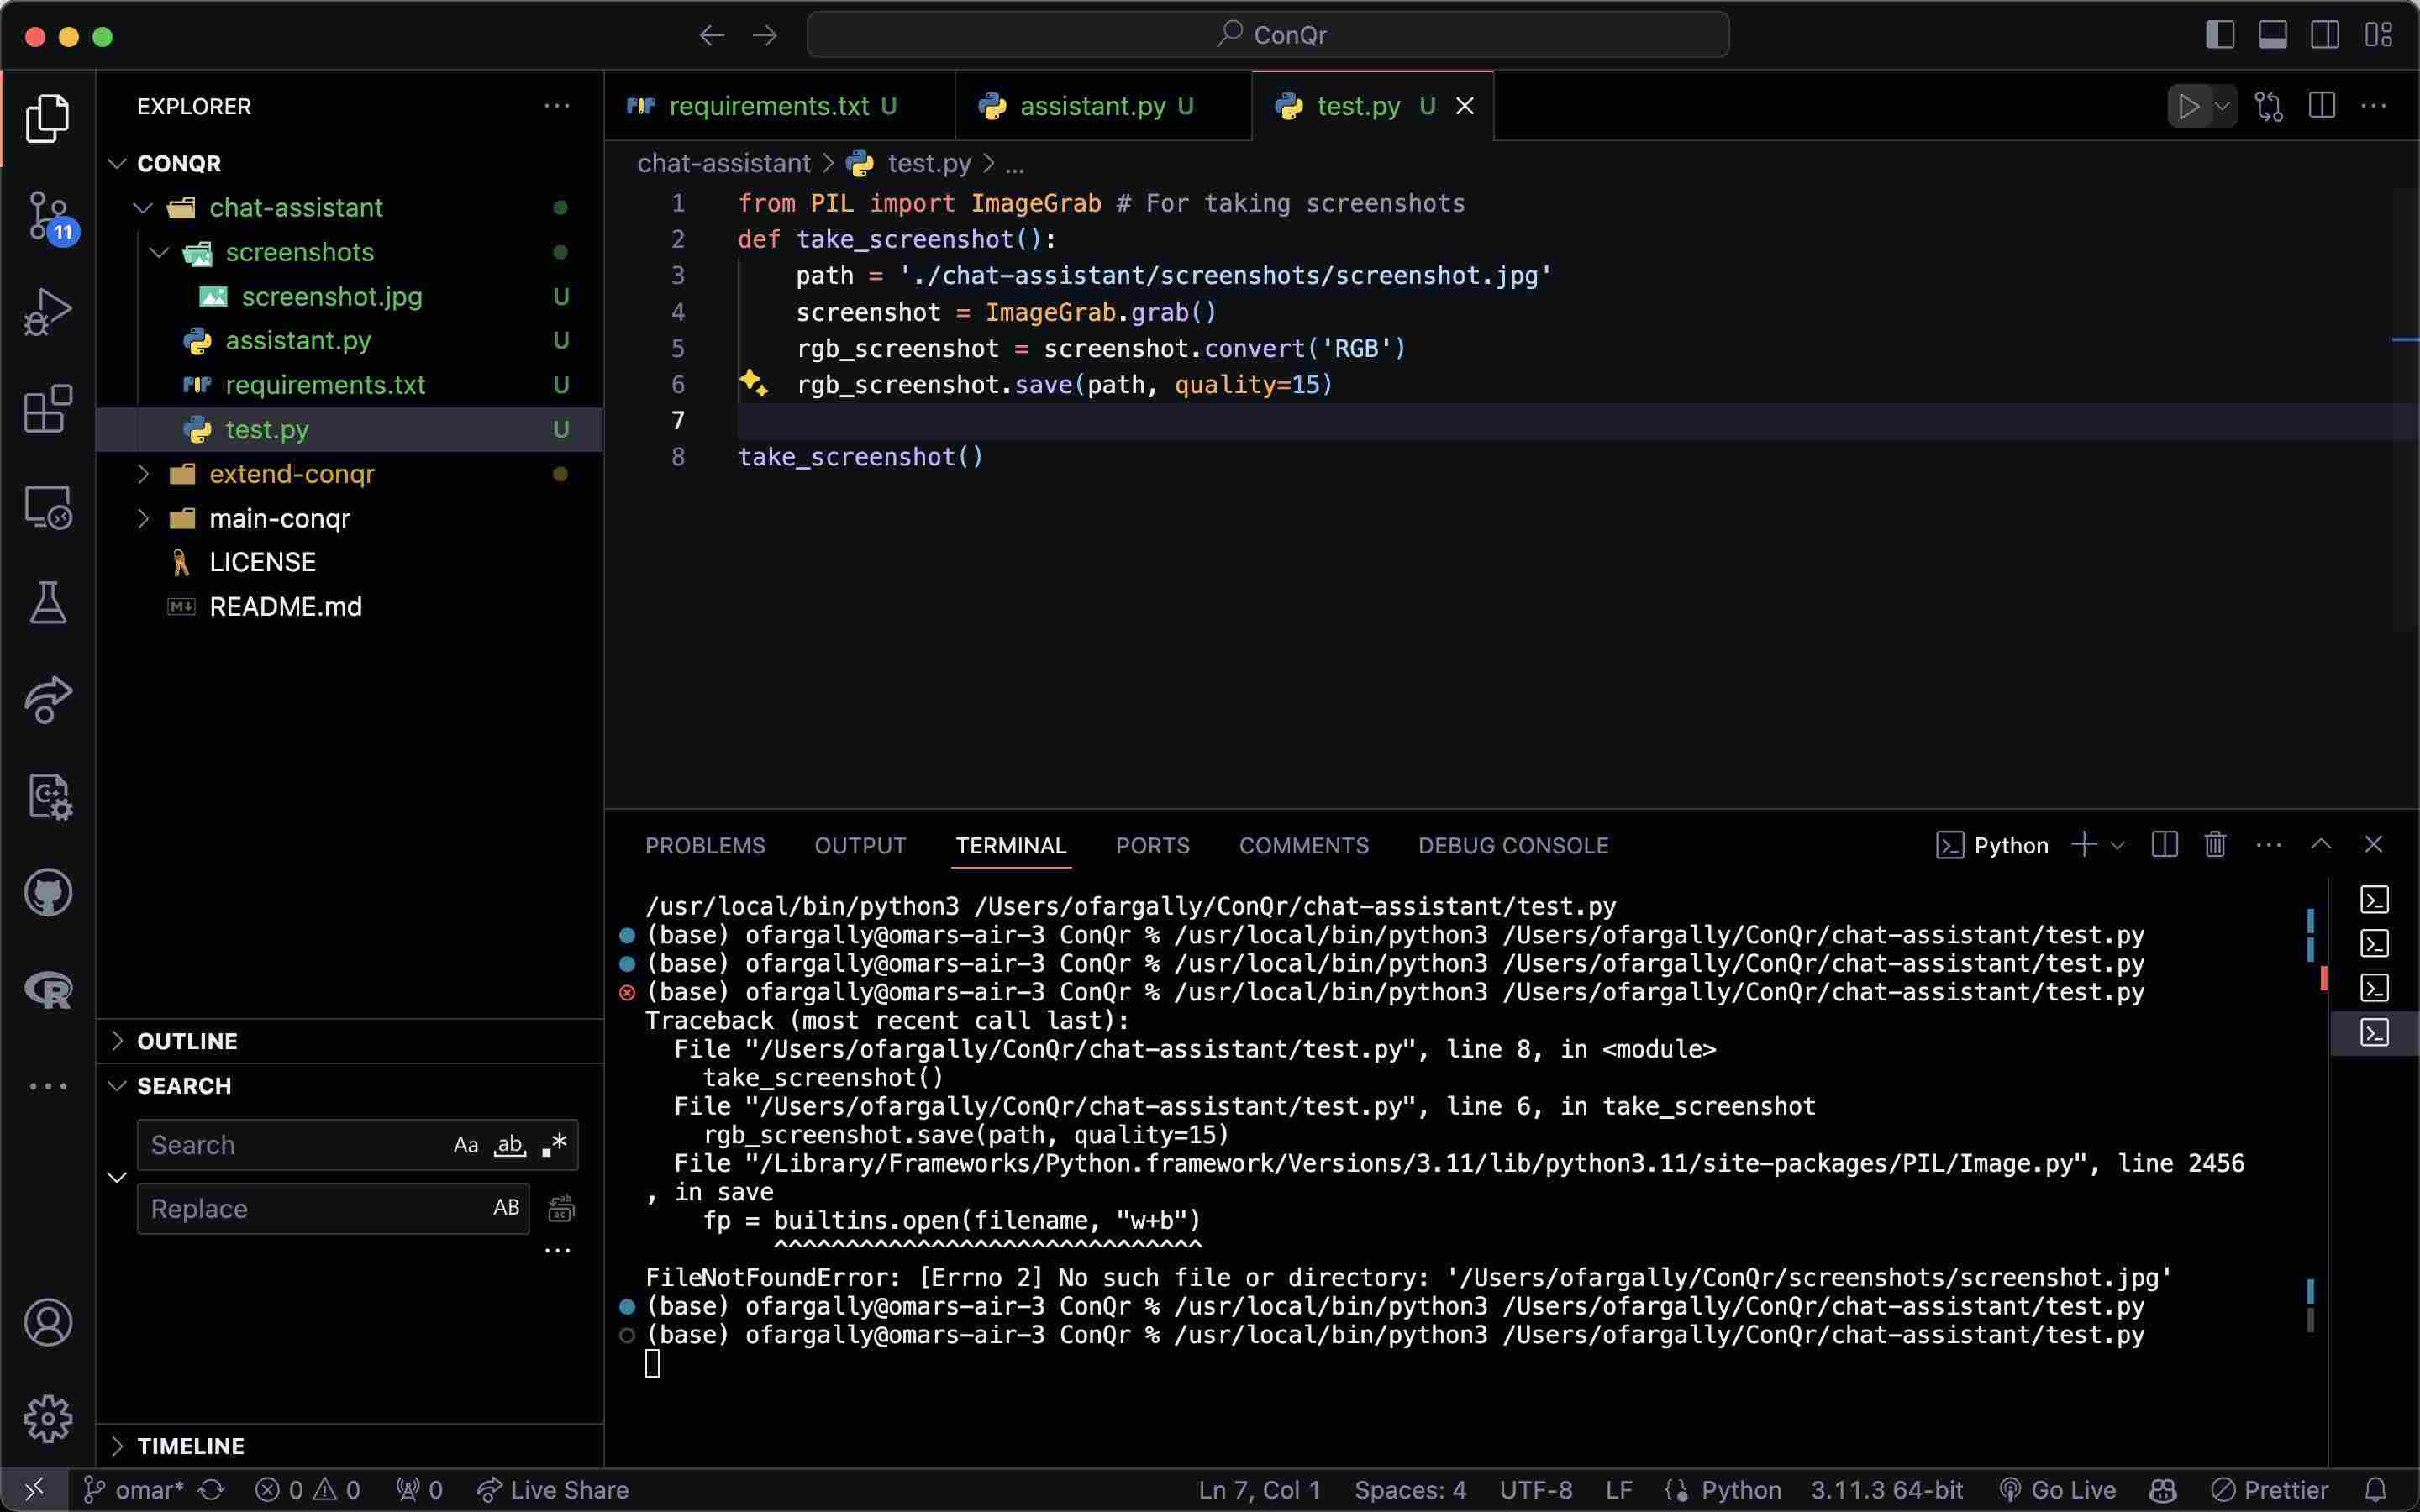 ConQr
EXPLORER
CONQR
chat-assistant
screenshots
screenshot.jpg U
assistant.py U
requirements.txt U
test.py U
extend-conqr
main-conqr
LICENSE
README.md
OUTLINE
SEARCH
Search Aa ab .*
Replace AB
TIMELINE
11
requirements.txt U
assistant.py U
test.py U
chat-assistant > test.py > ...
1 from PIL import ImageGrab # For taking screenshots
2 def take_screenshot():
3 path = './chat-assistant/screenshots/screenshot.jpg'
4 screenshot = ImageGrab.grab()
5 rgb_screenshot = screenshot.convert('RGB')
6 rgb_screenshot.save(path, quality=15)
7
8 take_screenshot()
PROBLEMS OUTPUT TERMINAL PORTS COMMENTS DEBUG CONSOLE Python
/usr/local/bin/python3 /Users/ofargally/ConQr/chat-assistant/test.py
(base) ofargally@omars-air-3 ConQr % /usr/local/bin/python3 /Users/ofargally/ConQr/chat-assistant/test.py
(base) ofargally@omars-air-3 ConQr % /usr/local/bin/python3 /Users/ofargally/ConQr/chat-assistant/test.py
(base) ofargally@omars-air-3 ConQr % /usr/local/bin/python3 /Users/ofargally/ConQr/chat-assistant/test.py
Traceback (most recent call last):
File "/Users/ofargally/ConQr/chat-assistant/test.py", line 8, in <module>
take_screenshot()
File "/Users/ofargally/ConQr/chat-assistant/test.py", line 6, in take_screenshot
rgb_screenshot.save(path, quality=15)
File "/Library/Frameworks/Python.framework/Versions/3.11/lib/python3.11/site-packages/PIL/Image.py", line 2456
, in save
fp = builtins.open(filename, "w+b")
^^^^^^^^^^^^^^^^^^^^^^^^^^^^^^
FileNotFoundError: [Errno 2] No such file or directory: '/Users/ofargally/ConQr/screenshots/screenshot.jpg'
(base) ofargally@omars-air-3 ConQr % /usr/local/bin/python3 /Users/ofargally/ConQr/chat-assistant/test.py
(base) ofargally@omars-air-3 ConQr % /usr/local/bin/python3 /Users/ofargally/ConQr/chat-assistant/test.py
omar* 0 0 0 Live Share Ln 7, Col 1 Spaces: 4 UTF-8 LF Python 3.11.3 64-bit Go Live Prettier